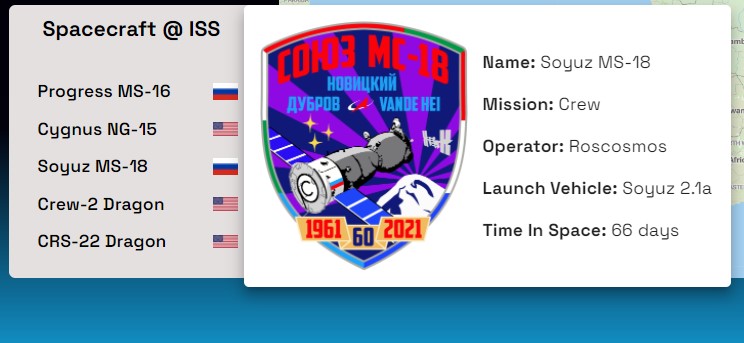 Spacecraft @ ISS
Progress MS-16
Cygnus NG-15
Soyuz MS-18
Crew-2 Dragon
CRS-22 Dragon
СОЮЗ МС-18
НОВИЦКИЙ
ДУБРОВ VANDE HEI
1961 60 2021
Name: Soyuz MS-18
Mission: Crew
Operator: Roscosmos
Launch Vehicle: Soyuz 2.1a
Time In Space: 66 days